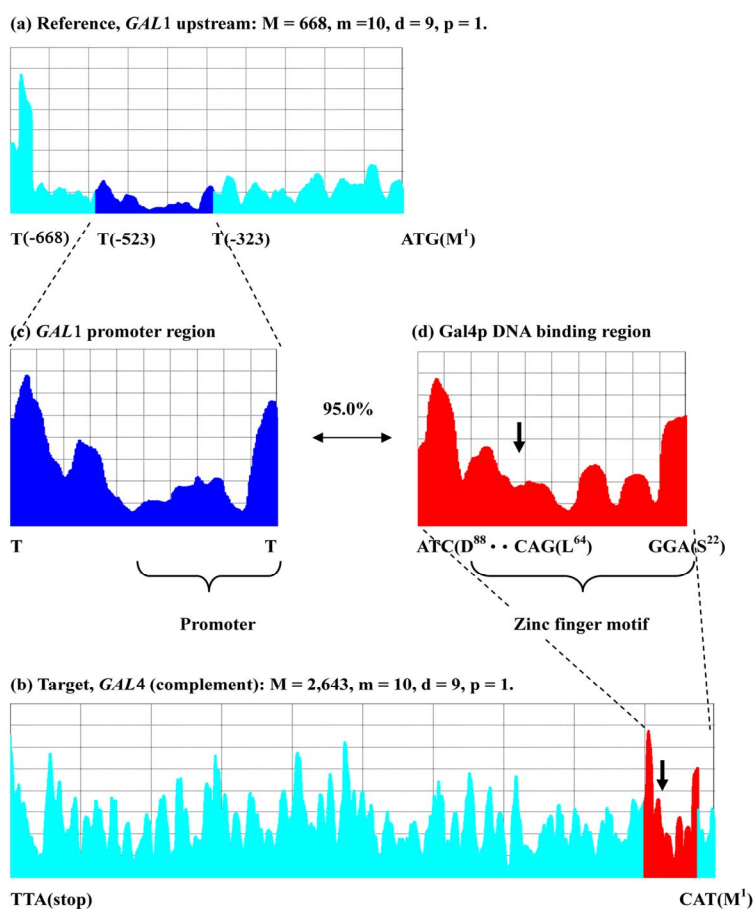 (a) Reference, GAL1 upstream: M = 668, m =10, d = 9, p = 1.
T(-668) T(-523) T(-323) ATG(M¹)
(c) GAL1 promoter region (d) Gal4p DNA binding region
95.0%
T T ATC(D⁸⁸ · · CAG(L⁶⁴) GGA(S²²)
Promoter Zinc finger motif
(b) Target, GAL4 (complement): M = 2,643, m = 10, d = 9, p = 1.
TTA(stop) CAT(M¹)